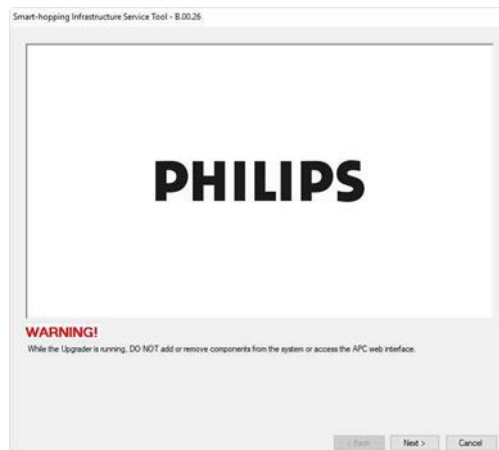 Smart-hopping Infrastructure Service Tool - B.00.26
PHILIPS
WARNING!
While the Upgrader is running, DO NOT add or remove components from the system or access the APC web interface.
< Back
Next >
Cancel